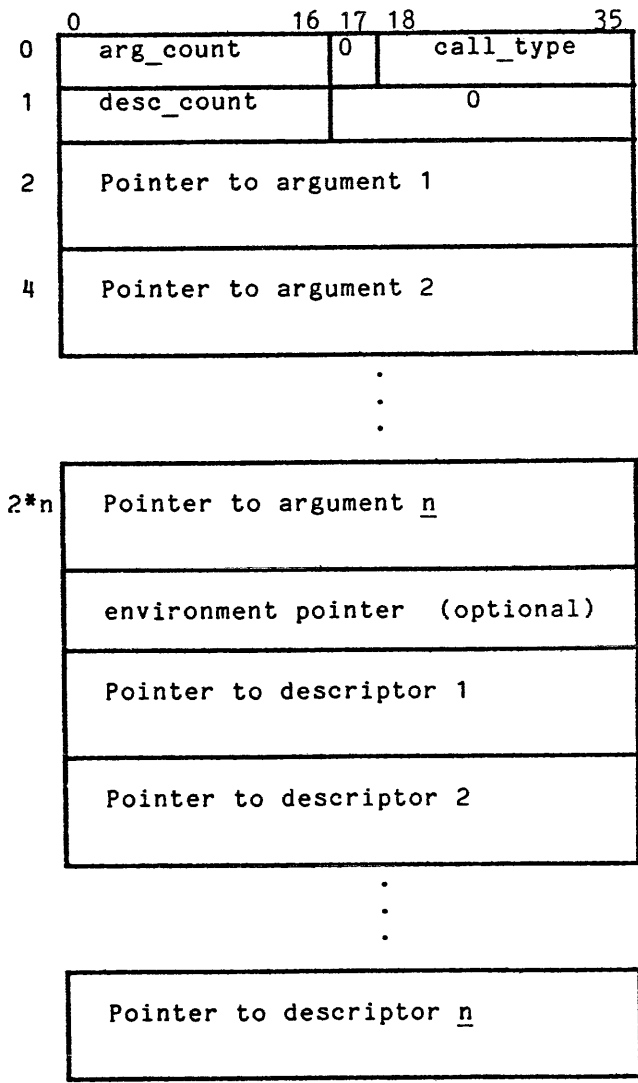 0 16 17 18 35
0 arg_count 0 call_type
1 desc_count 0
2 Pointer to argument 1
4 Pointer to argument 2
.
.
.
2*n Pointer to argument n
environment pointer (optional)
Pointer to descriptor 1
Pointer to descriptor 2
.
.
.
Pointer to descriptor n